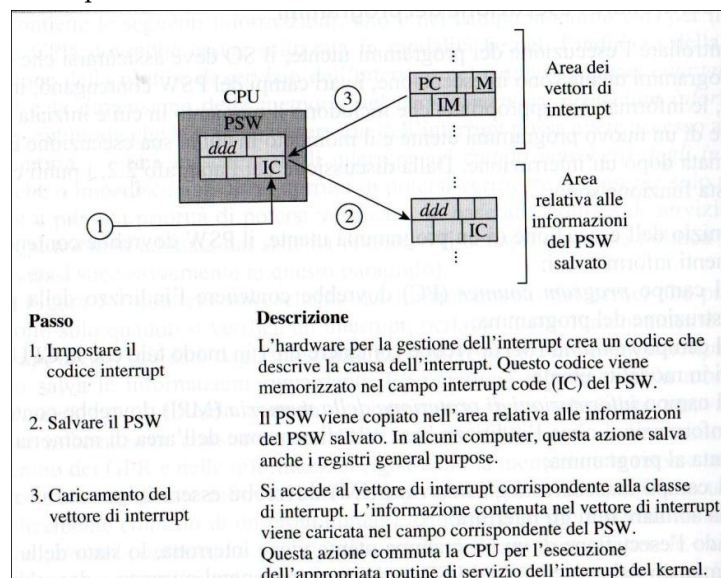 CPU
PSW
ddd
IC
1
3
PC M
IM
Area dei
vettori di
interrupt
2
ddd
IC
Area
relativa alle
informazioni
del PSW
salvato
Passo Descrizione
1. Impostare il L'hardware per la gestione dell'interrupt crea un codice che
codice interrupt descrive la causa dell'interrupt. Questo codice viene
memorizzato nel campo interrupt code (IC) del PSW.
2. Salvare il PSW Il PSW viene copiato nell'area relativa alle informazioni
del PSW salvato. In alcuni computer, questa azione salva
anche i registri general purpose.
3. Caricamento del Si accede al vettore di interrupt corrispondente alla classe
vettore di interrupt di interrupt. L'informazione contenuta nel vettore di interrupt
viene caricata nel campo corrispondente del PSW.
Questa azione commuta la CPU per l'esecuzione
dell'appropriata routine di servizio dell'interrupt del kernel.